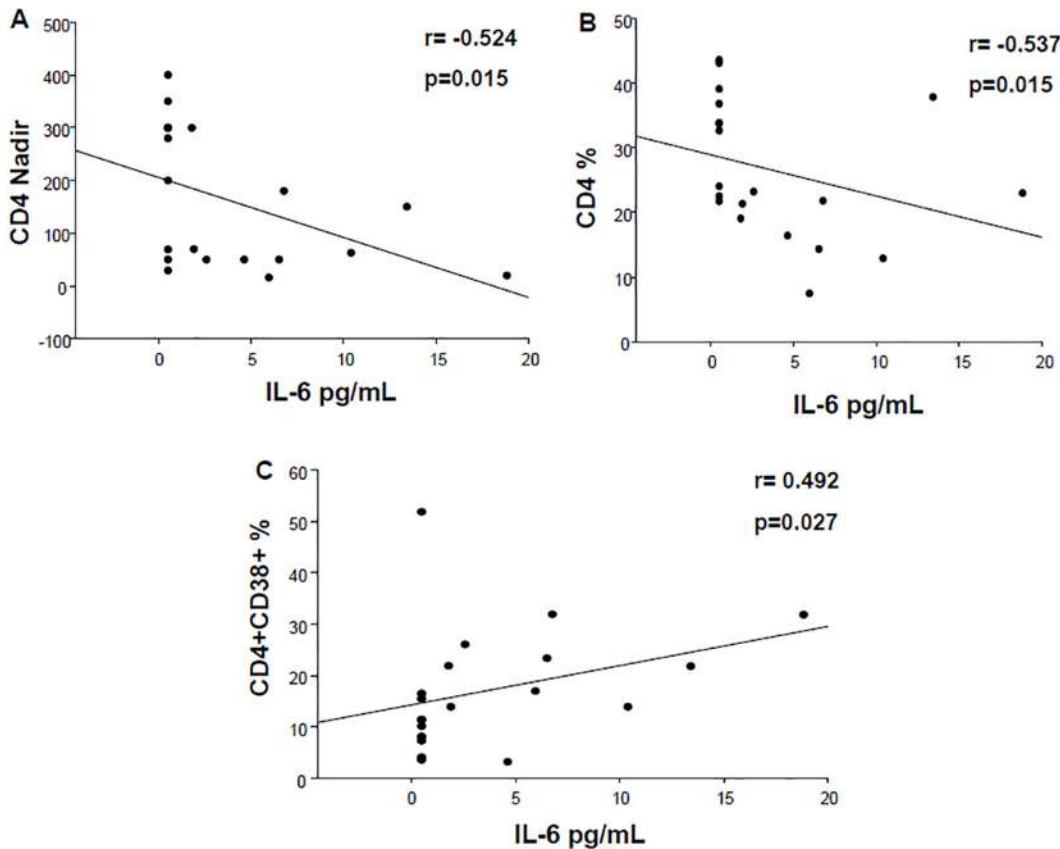 A
r= -0.524
p=0.015
CD4 Nadir
500
400
300
200
100
0
-100
0 5 10 15 20
IL-6 pg/mL
B
r= -0.537
p=0.015
CD4 %
50
40
30
20
10
0
0 5 10 15 20
IL-6 pg/mL
C
r= 0.492
p=0.027
CD4+CD38+ %
60
50
40
30
20
10
0
0 5 10 15 20
IL-6 pg/mL